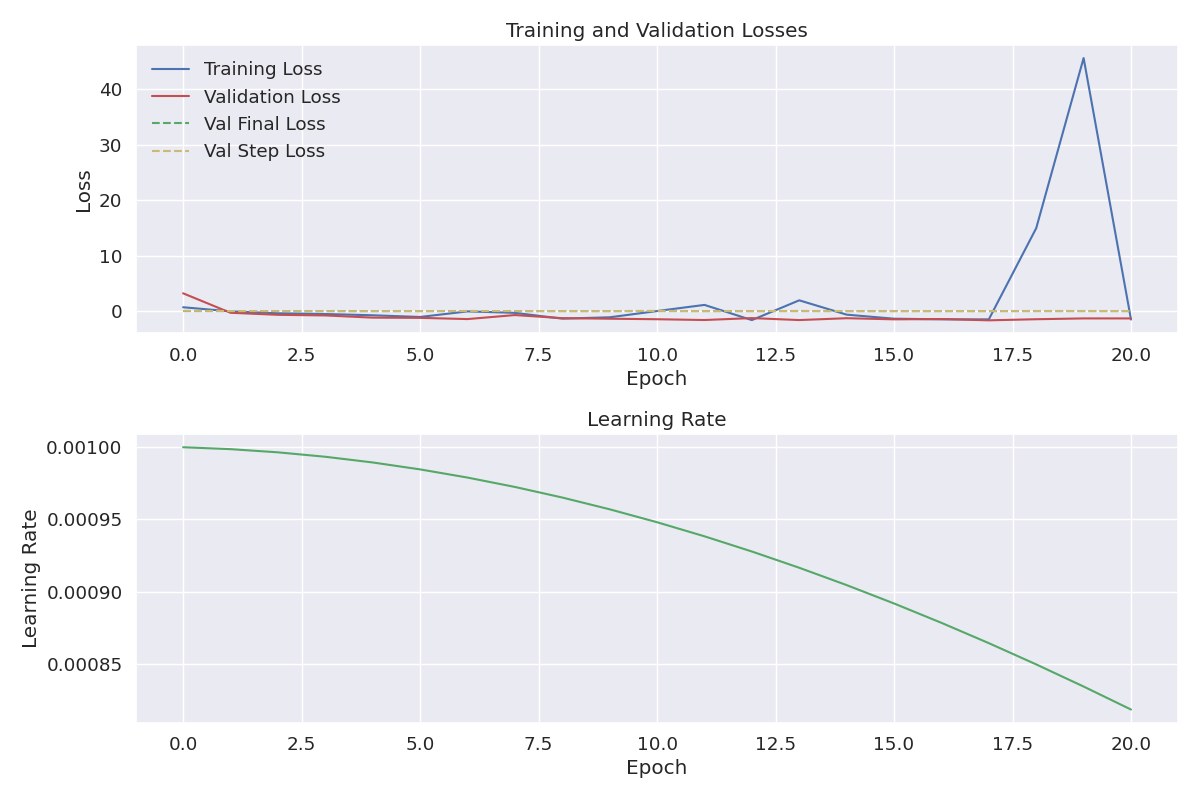 Training and Validation Losses
Training Loss
Validation Loss
Val Final Loss
Val Step Loss
Loss
40
30
20
10
0
0.0 2.5 5.0 7.5 10.0 12.5 15.0 17.5 20.0
Epoch
Learning Rate
Learning Rate
0.00100
0.00095
0.00090
0.00085
0.0 2.5 5.0 7.5 10.0 12.5 15.0 17.5 20.0
Epoch